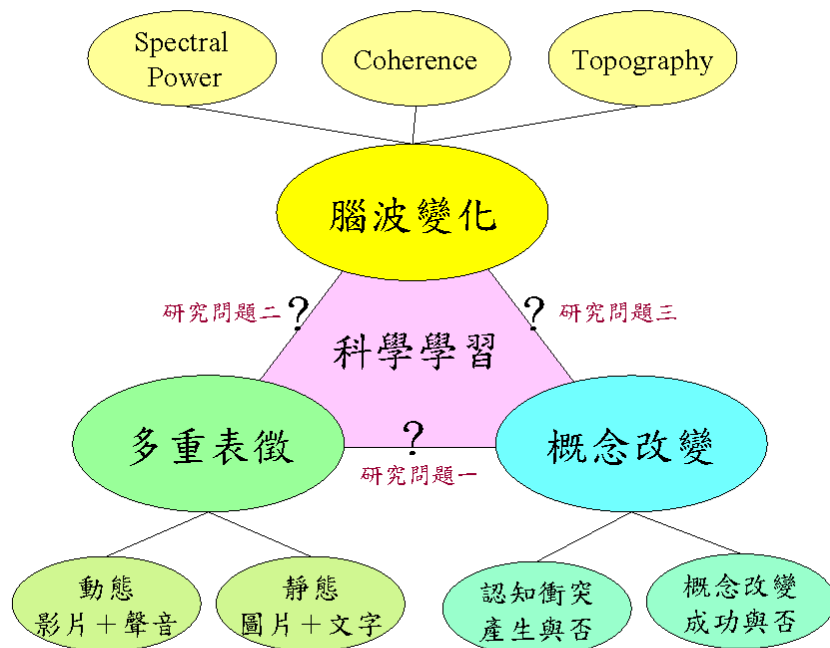 Spectral
Power
Coherence
Topography
腦波變化
研究問題二
?
?
研究問題三
科學學習
多重表徵
?
概念改變
研究問題一
動態
影片＋聲音
靜態
圖片＋文字
認知衝突
產生與否
概念改變
成功與否